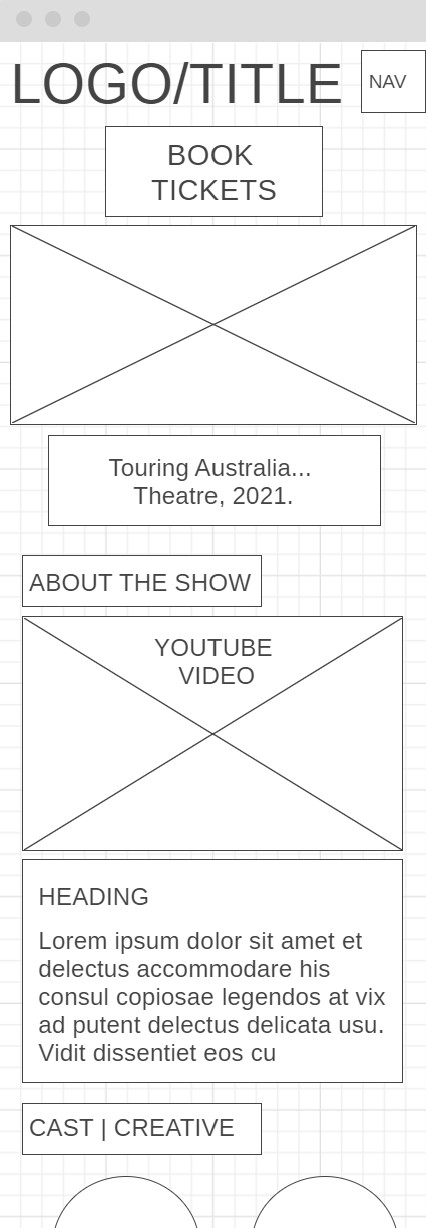 LOGO/TITLE
NAV
BOOK
TICKETS
Touring Australia...
Theatre, 2021.
ABOUT THE SHOW
YOUTUBE
VIDEO
HEADING
Lorem ipsum dolor sit amet et
delectus accommodare his
consul copiosae legendos at vix
ad putent delectus delicata usu.
Vidit dissentiet eos cu
CAST | CREATIVE